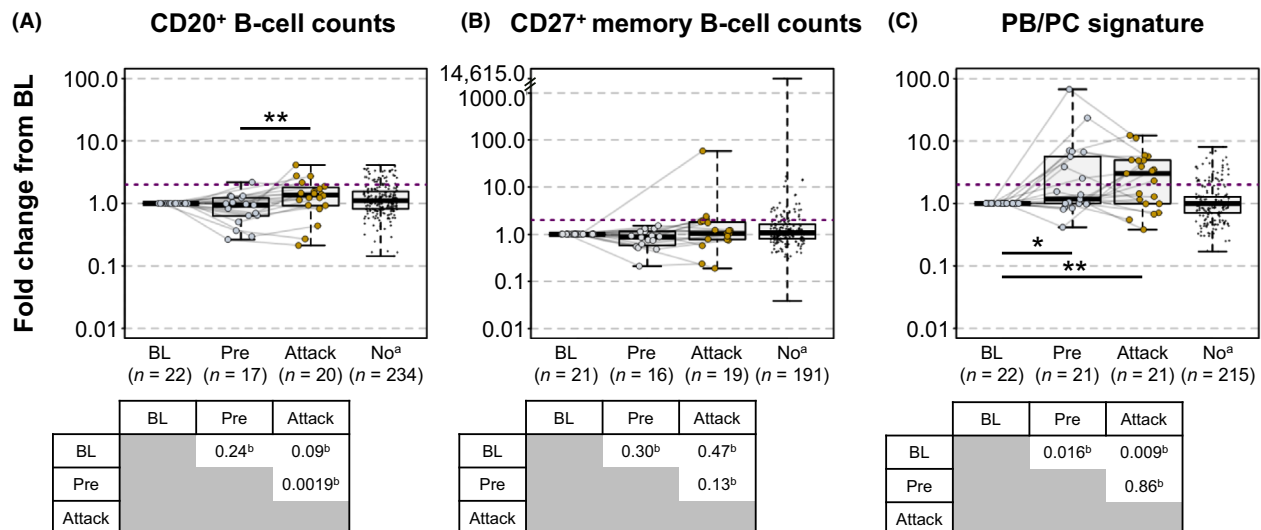 (A) CD20⁺ B-cell counts
Fold change from BL
100.0
10.0
1.0
0.1
0.01
**
BL Pre Attack Noᵃ
(n = 22) (n = 17) (n = 20) (n = 234)
BL Pre Attack
BL 0.24ᵇ 0.09ᵇ
Pre 0.0019ᵇ
Attack
(B) CD27⁺ memory B-cell counts
14,615.0
1000.0
100.0
10.0
1.0
0.1
0.01
BL Pre Attack Noᵃ
(n = 21) (n = 16) (n = 19) (n = 191)
BL Pre Attack
BL 0.30ᵇ 0.47ᵇ
Pre 0.13ᵇ
Attack
(C) PB/PC signature
100.0
10.0
1.0
0.1
0.01
*
**
BL Pre Attack Noᵃ
(n = 22) (n = 21) (n = 21) (n = 215)
BL Pre Attack
BL 0.016ᵇ 0.009ᵇ
Pre 0.86ᵇ
Attack